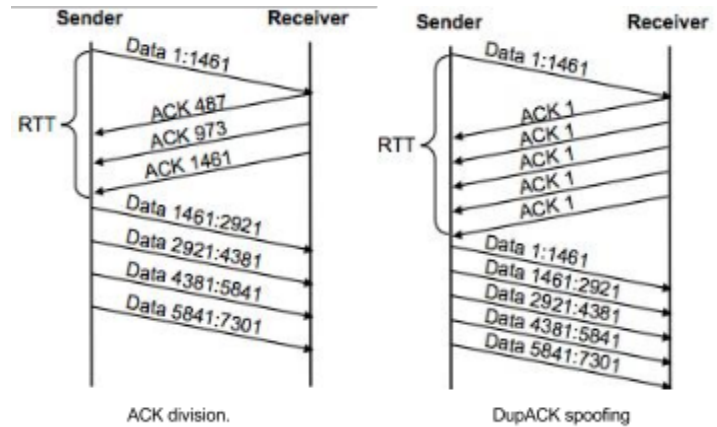 Sender Receiver
Data 1:1461
RTT
ACK 487
ACK 973
ACK 1461
Data 1461:2921
Data 2921:4381
Data 4381:5841
Data 5841:7301
ACK division.
Sender Receiver
Data 1:1461
RTT
ACK 1
ACK 1
ACK 1
ACK 1
ACK 1
Data 1:1461
Data 1461:2921
Data 2921:4381
Data 4381:5841
Data 5841:7301
DupACK spoofing